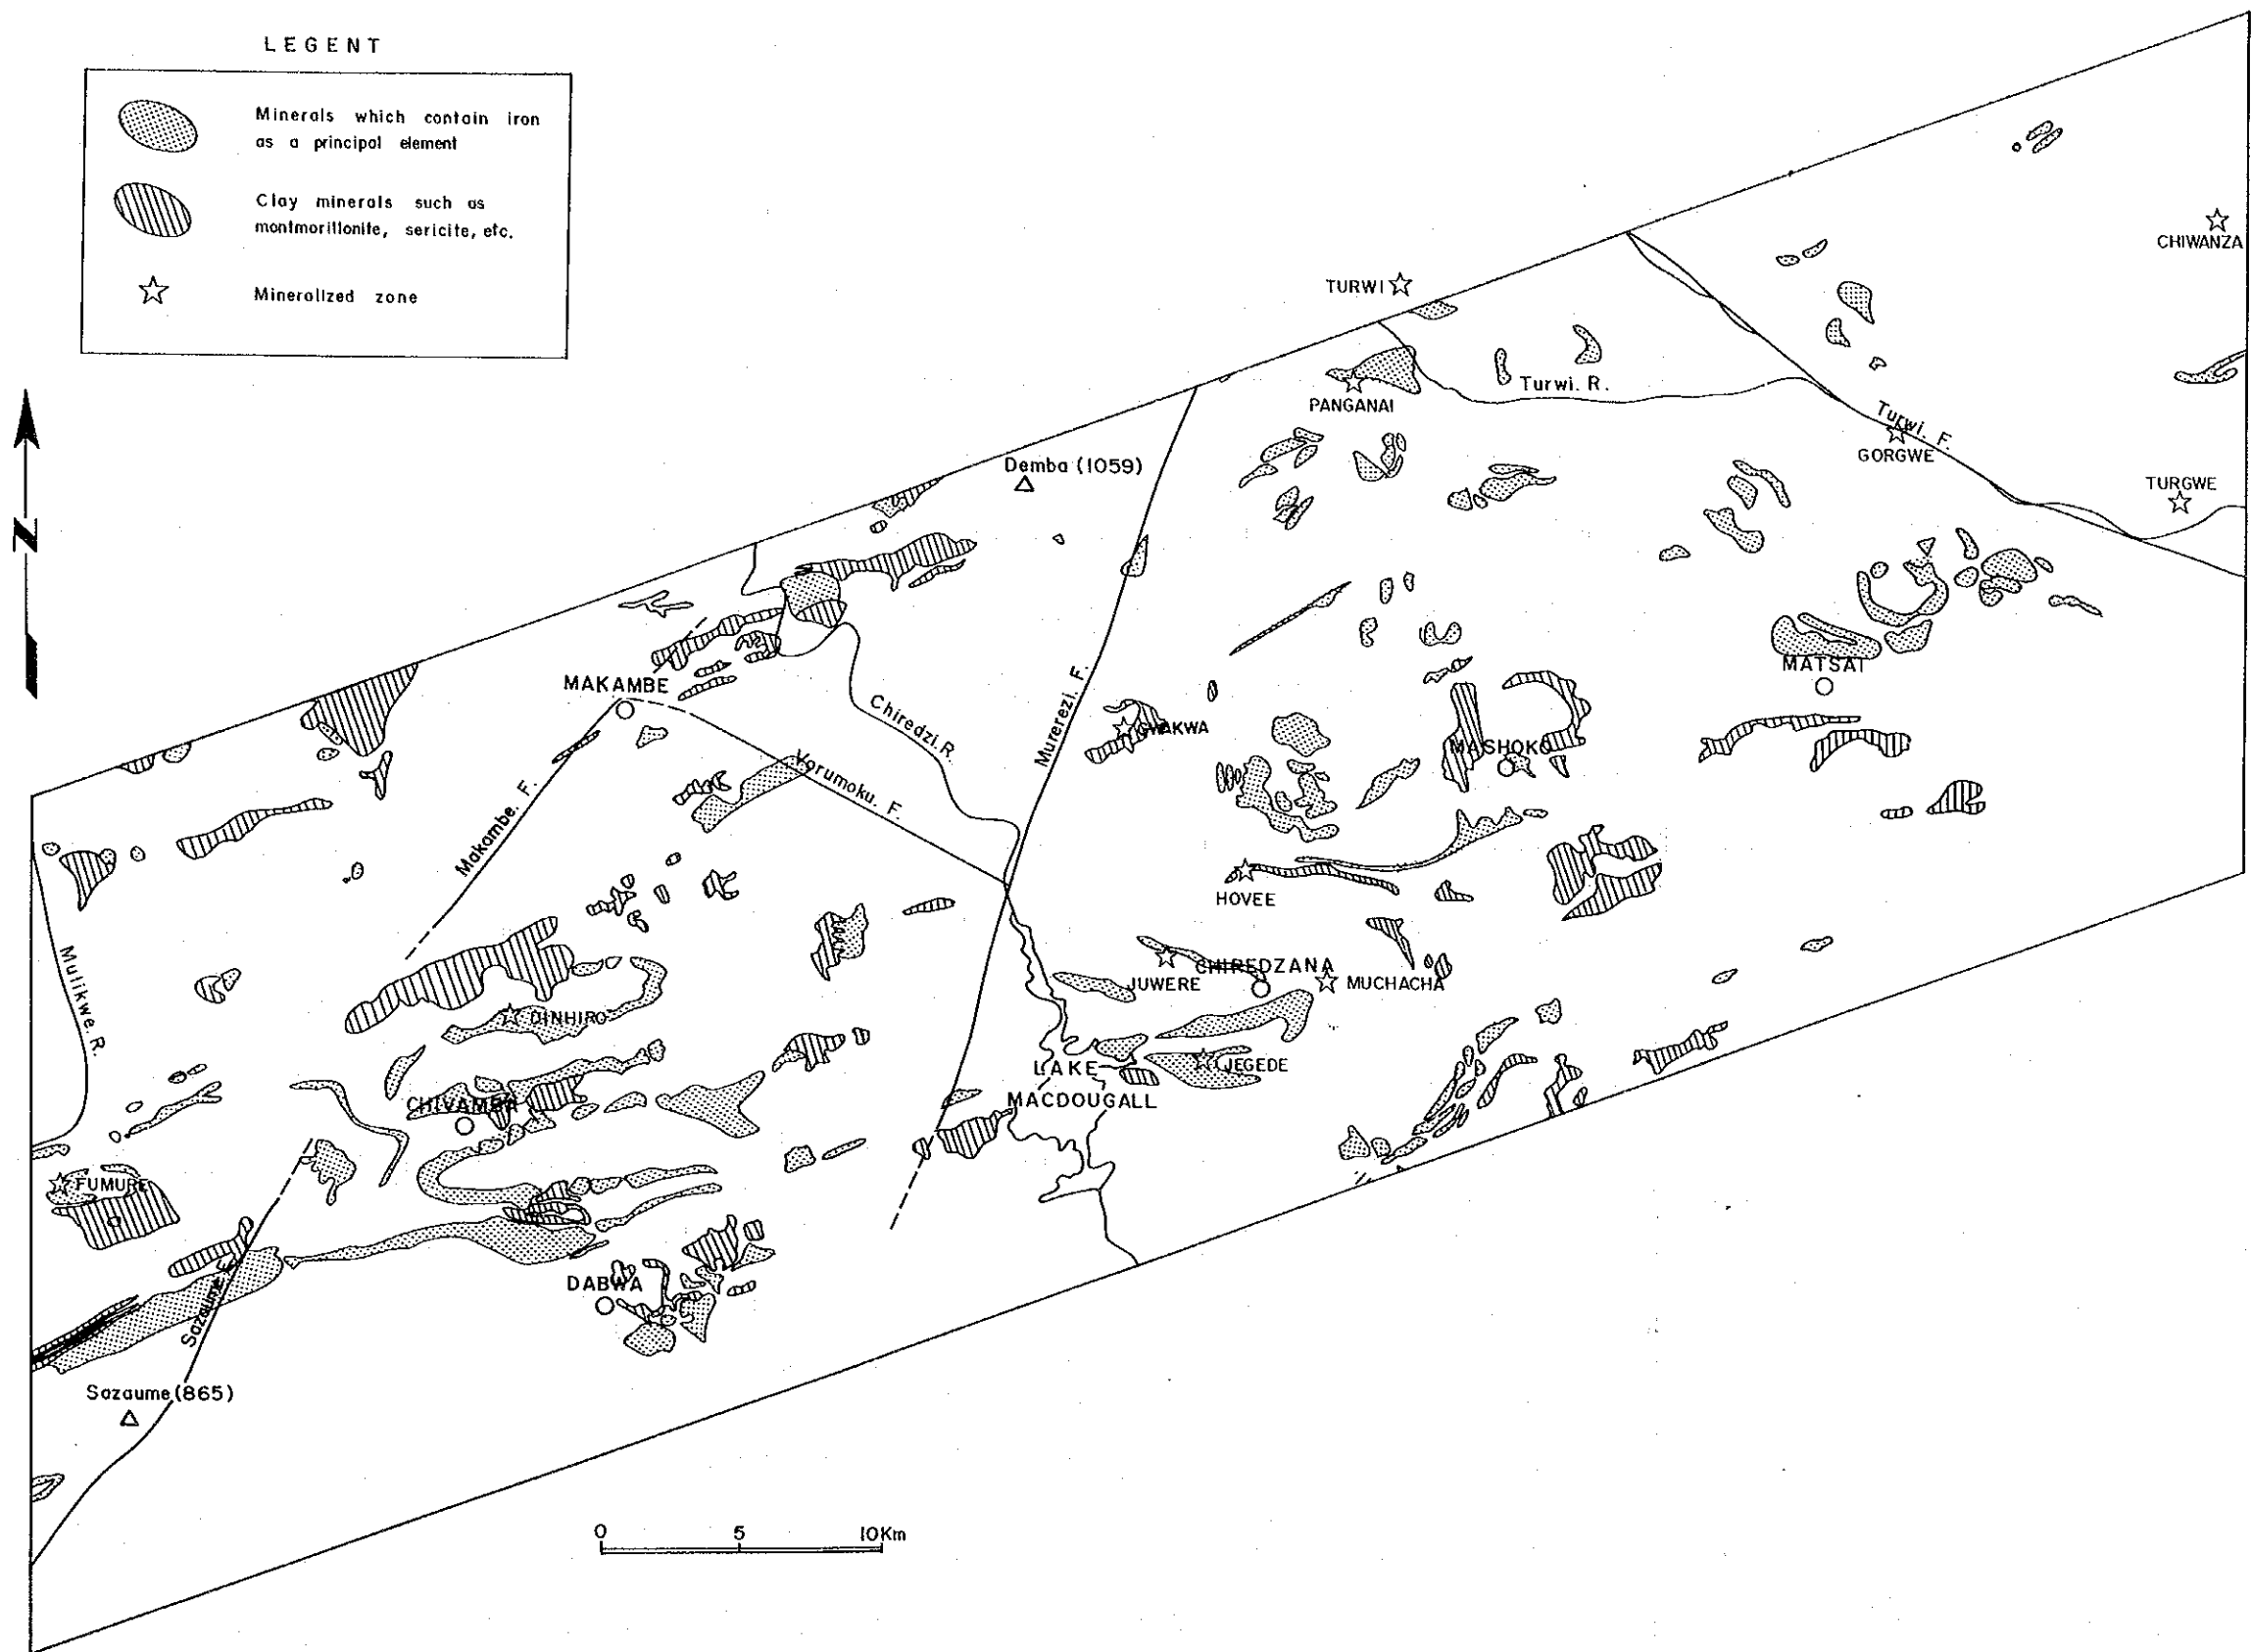 LEGENT
Minerals which contain iron
as a principal element
Clay minerals such as
montmorillonite, sericite, etc.
Mineralized zone
N
CHIWANZA
TURWI
Turwi. R.
PANGANAI
Turwi. F.
GORGWE
TURGWE
Demba (1059)
MATSAI
MAKAMBE
Chiredzi. R
Murerezi. F.
GWAKWA
MASHOKO
Vorumoku. F.
Makambe. F.
HOVEE
Mulikwe. R.
CHIREDZANA
JUWERE
MUCHACHA
DINHIRO
LAKE
MACDOUGALL
JEGEDE
CHIVAMBA
FUMURE
DABWA
Sazaume F.
Sazaume (865)
0 5 10Km